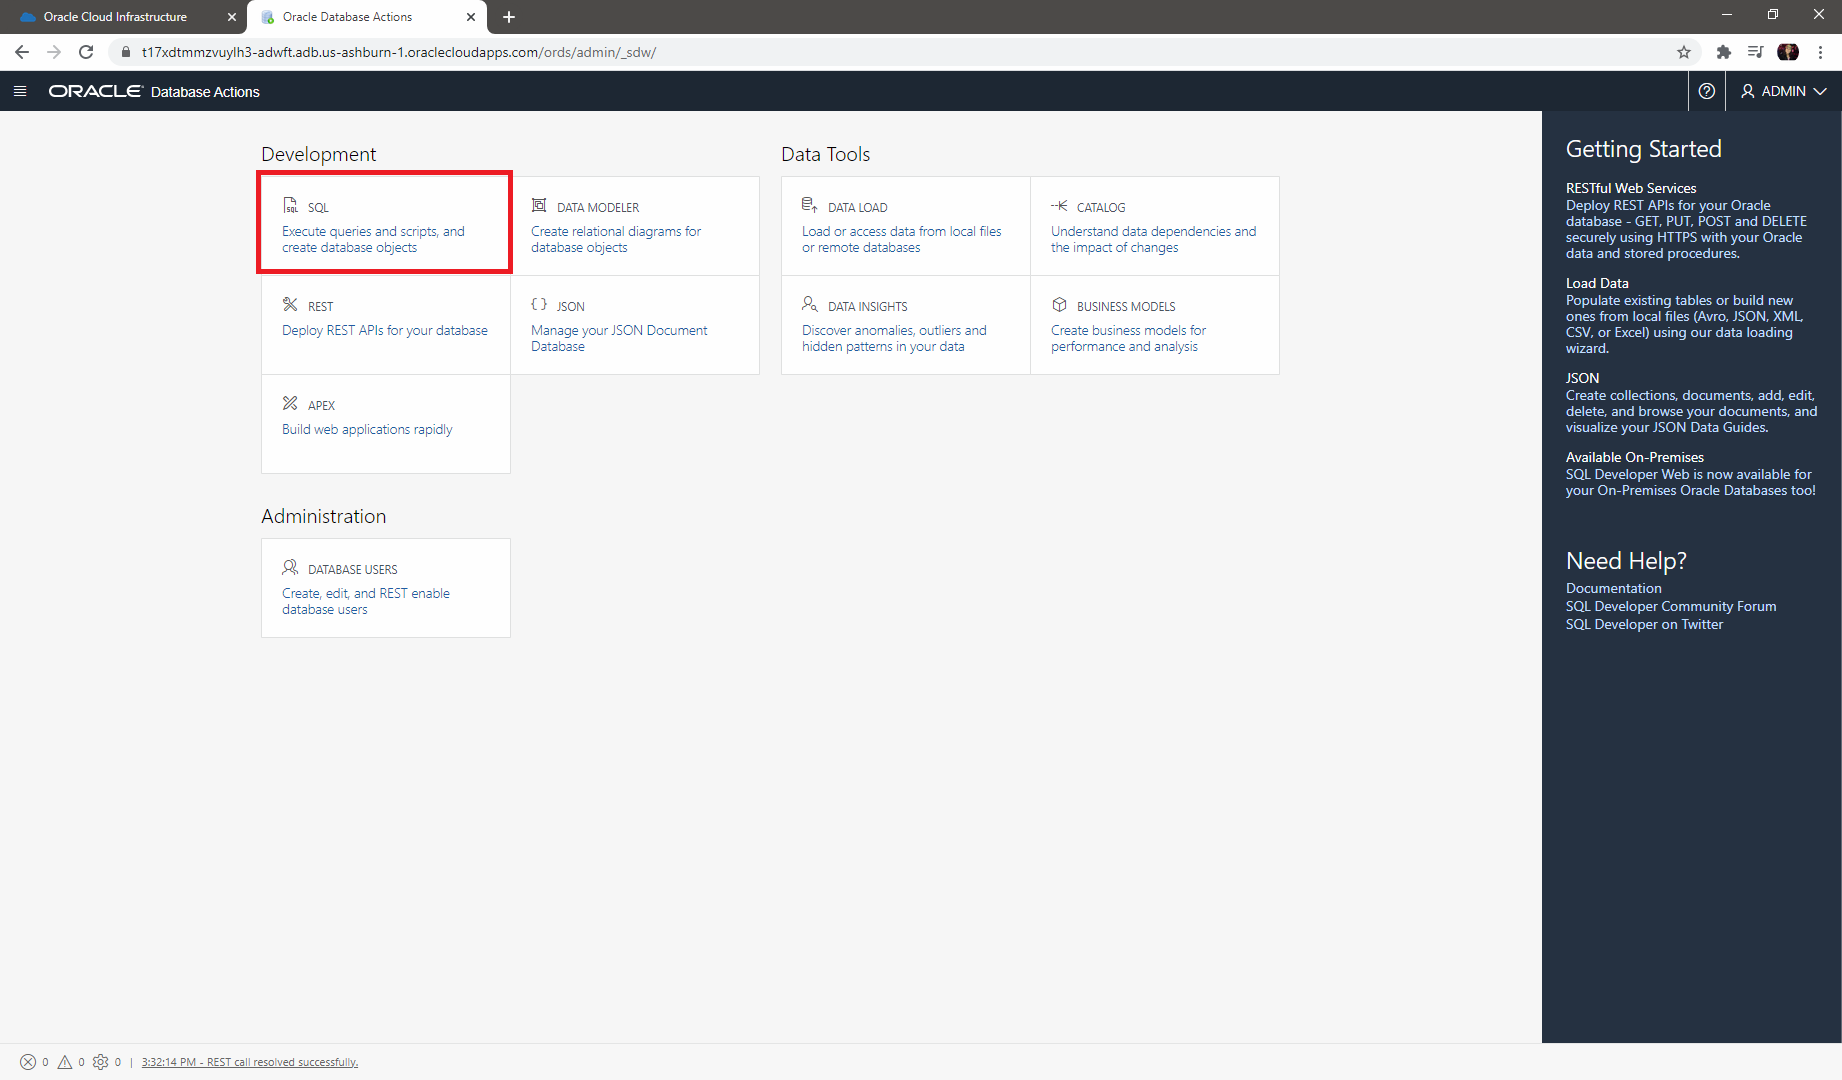 Oracle Cloud Infrastructure
Oracle Database Actions
t17xdtmmzvuylh3-adwft.adb.us-ashburn-1.oraclecloudapps.com/ords/admin/_sdw/
ORACLE Database Actions
ADMIN
Development
SQL
Execute queries and scripts, and
create database objects
DATA MODELER
Create relational diagrams for
database objects
REST
Deploy REST APIs for your database
JSON
Manage your JSON Document
Database
APEX
Build web applications rapidly
Data Tools
DATA LOAD
Load or access data from local files
or remote databases
CATALOG
Understand data dependencies and
the impact of changes
DATA INSIGHTS
Discover anomalies, outliers and
hidden patterns in your data
BUSINESS MODELS
Create business models for
performance and analysis
Administration
DATABASE USERS
Create, edit, and REST enable
database users
Getting Started
RESTful Web Services
Deploy REST APIs for your Oracle
database - GET, PUT, POST and DELETE
securely using HTTPS with your Oracle
data and stored procedures.
Load Data
Populate existing tables or build new
ones from local files (Avro, JSON, XML,
CSV, or Excel) using our data loading
wizard.
JSON
Create collections, documents, add, edit,
delete, and browse your documents, and
visualize your JSON Data Guides.
Available On-Premises
SQL Developer Web is now available for
your On-Premises Oracle Databases too!
Need Help?
Documentation
SQL Developer Community Forum
SQL Developer on Twitter
0 0 0 | 3:32:14 PM - REST call resolved successfully.